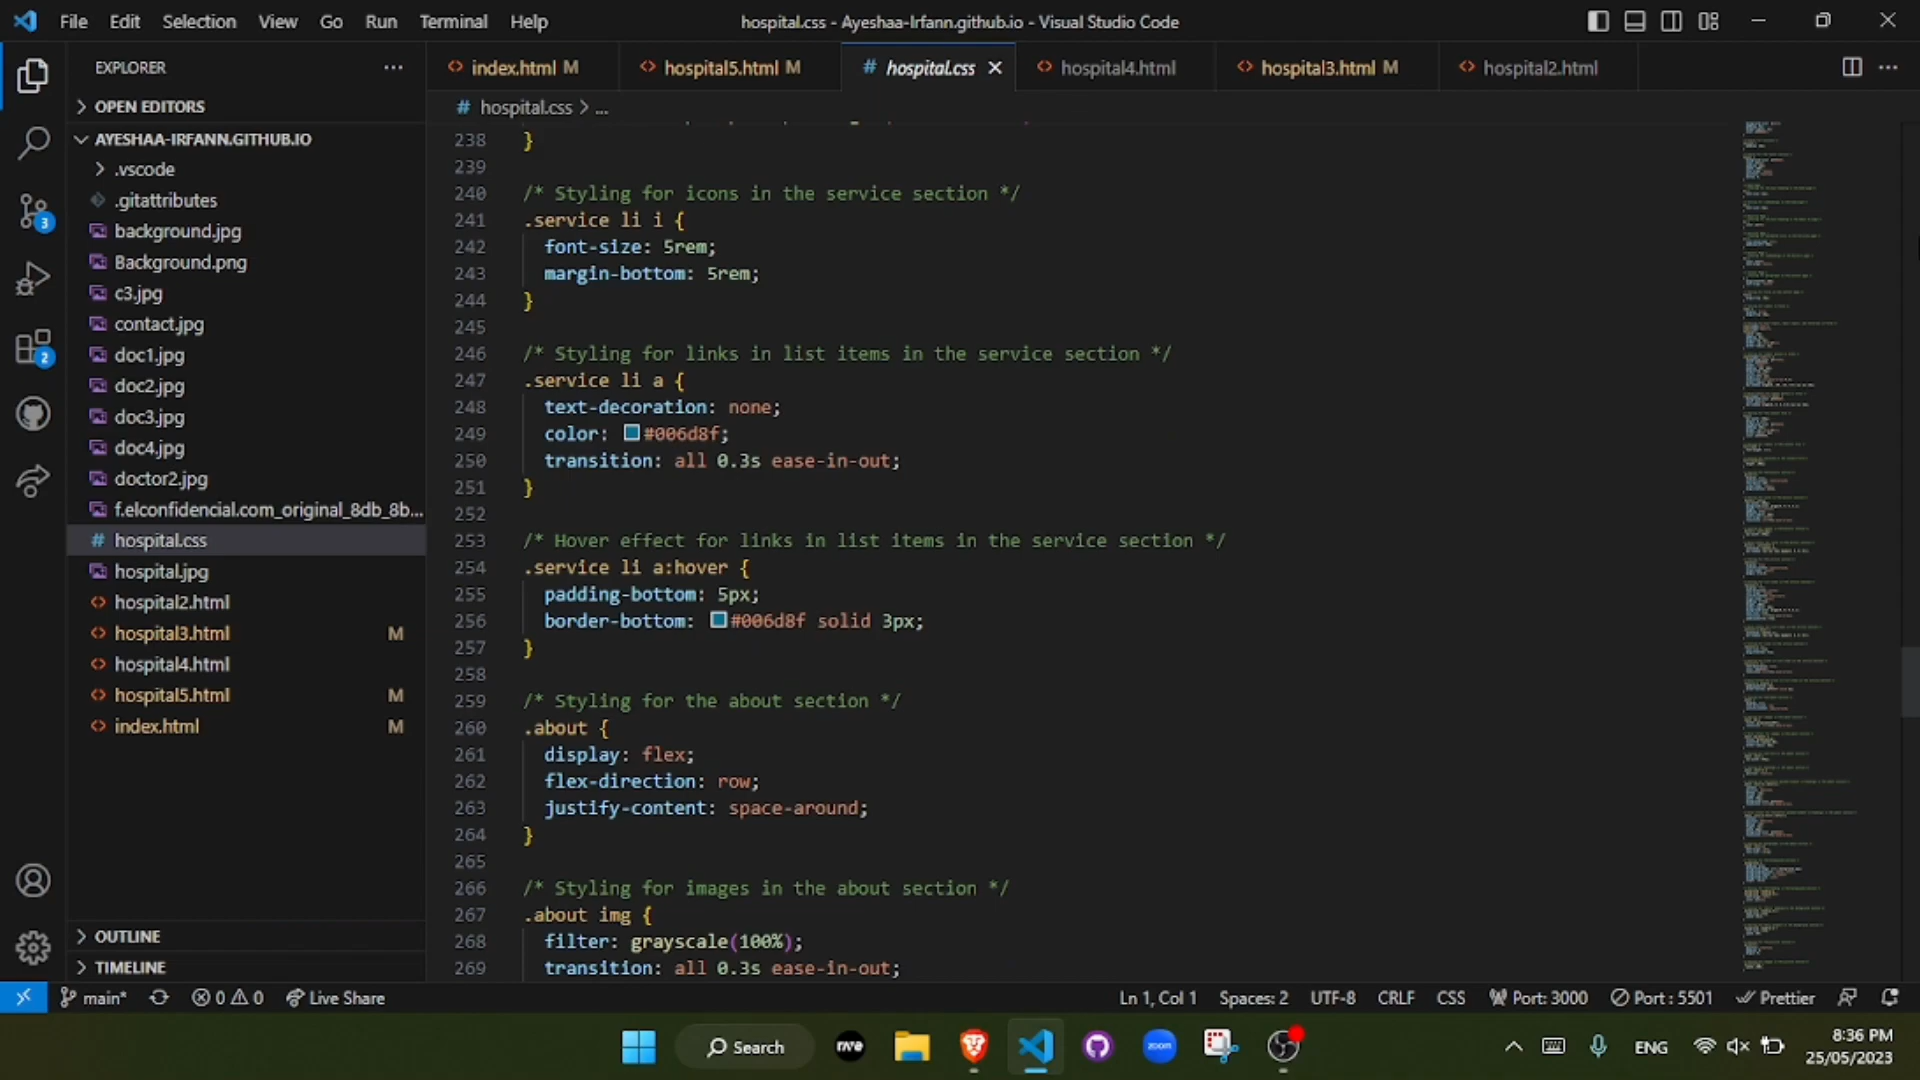 File Edit Selection View Go Run Terminal Help
hospital.css - Ayeshaa-Irfann.github.io - Visual Studio Code
EXPLORER
index.html M
hospital5.html M
# hospital.css
hospital4.html
hospital3.html M
hospital2.html
OPEN EDITORS
# hospital.css > ...
AYESHAA-IRFANN.GITHUB.IO
.vscode
.gitattributes
background.jpg
Background.png
c3.jpg
contact.jpg
doc1.jpg
doc2.jpg
doc3.jpg
doc4.jpg
doctor2.jpg
f.elconfidencial.com_original_8db_8b...
# hospital.css
hospital.jpg
hospital2.html
hospital3.html M
hospital4.html
hospital5.html M
index.html M
OUTLINE
TIMELINE
3
2
238 }
239
240 /* Styling for icons in the service section */
241 .service li i {
242 font-size: 5rem;
243 margin-bottom: 5rem;
244 }
245
246 /* Styling for links in list items in the service section */
247 .service li a {
248 text-decoration: none;
249 color: #006d8f;
250 transition: all 0.3s ease-in-out;
251 }
252
253 /* Hover effect for links in list items in the service section */
254 .service li a:hover {
255 padding-bottom: 5px;
256 border-bottom: #006d8f solid 3px;
257 }
258
259 /* Styling for the about section */
260 .about {
261 display: flex;
262 flex-direction: row;
263 justify-content: space-around;
264 }
265
266 /* Styling for images in the about section */
267 .about img {
268 filter: grayscale(100%);
269 transition: all 0.3s ease-in-out;
main* 0 0 Live Share
Ln 1, Col 1 Spaces: 2 UTF-8 CRLF CSS Port: 3000 Port : 5501 Prettier
Search
zoom
ENG
8:36 PM
25/05/2023